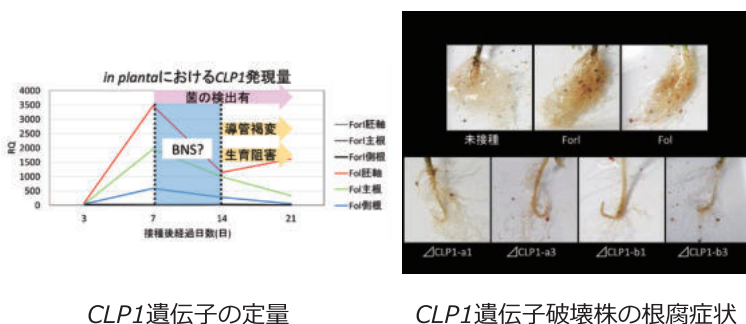 in plantaにおけるCLP1発現量
菌の検出有
導管褐変
BNS?
生育阻害
4000
3500
3000
2500
2000
1500
1000
500
0
RQ
3
7
14
21
接種後経過日数(日)
Forl胚軸
Forl主根
Forl側根
Fol胚軸
Fol主根
Fol側根
CLP1遺伝子の定量
未接種
Forl
Fol
⊿CLP1-a1
⊿CLP1-a3
⊿CLP1-b1
⊿CLP1-b3
CLP1遺伝子破壊株の根腐症状